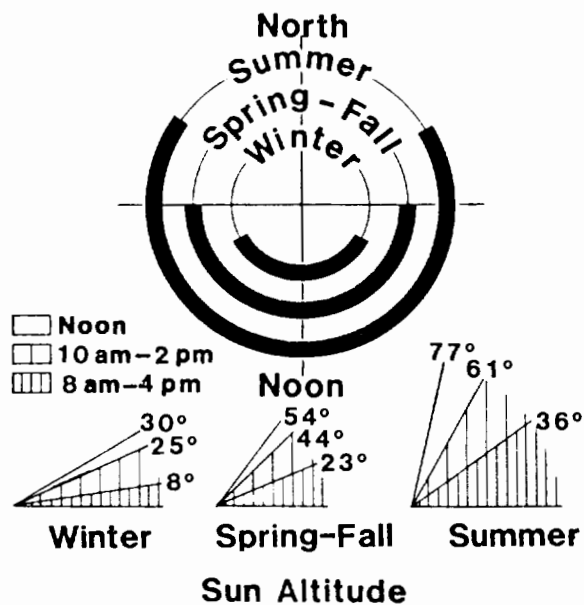 North
Summer
Spring-Fall
Winter
Noon
10 am-2 pm
8 am-4 pm
Noon
30°
25°
8°
54°
44°
23°
77°
61°
36°
Winter
Spring-Fall
Summer
Sun Altitude